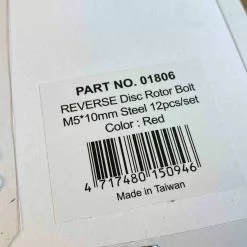 PART NO. 01806
REVERSE Disc Rotor Bolt
M5*10mm Steel 12pcs/set
Color : Red
4 717480 150946
Made in Taiwan